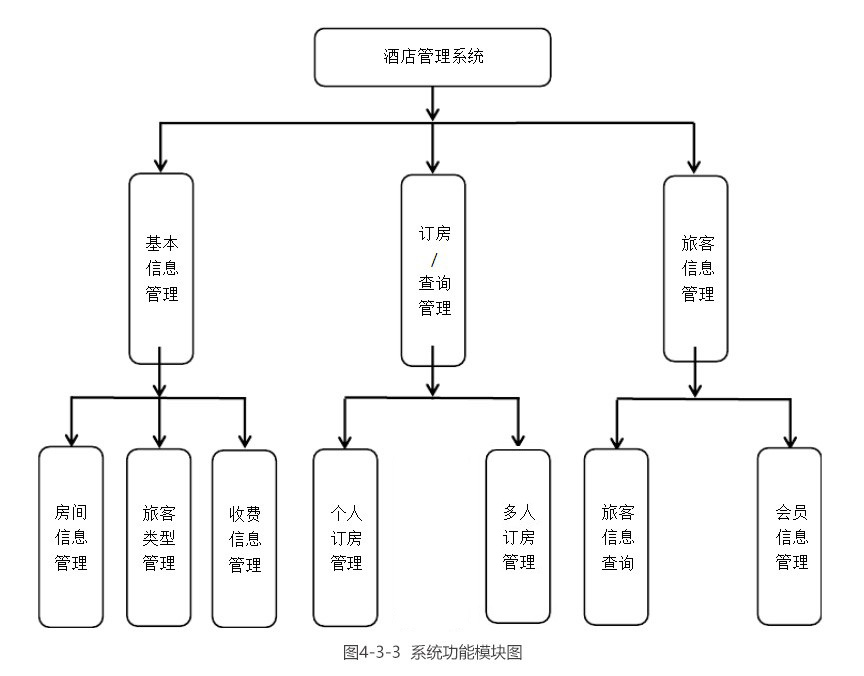 酒店管理系统
基本
信息
管理
订房
/
查询
管理
旅客
信息
管理
房间
信息
管理
旅客
类型
管理
收费
信息
管理
个人
订房
管理
多人
订房
管理
旅客
信息
查询
会员
信息
管理
图4-3-3 系统功能模块图